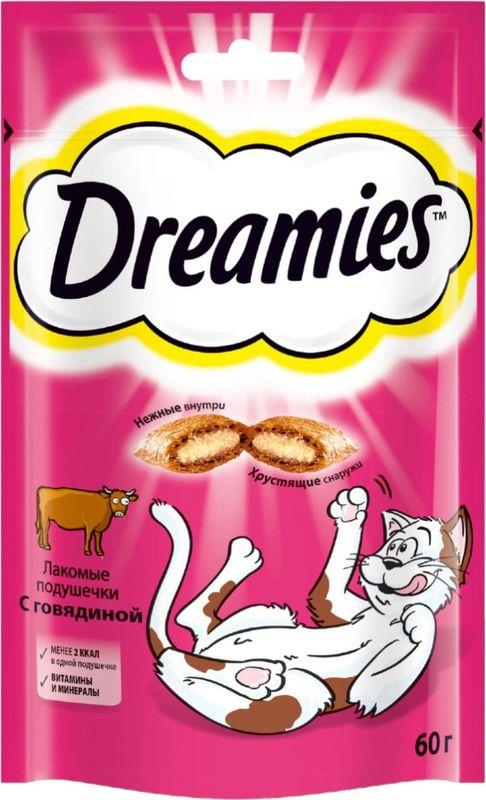 Dreamies™
Нежные внутри
Хрустящие снаружи
Лакомые
подушечки
С говядиной
✓ МЕНЕЕ 2 ККАЛ
в одной подушечке
✓ ВИТАМИНЫ
И МИНЕРАЛЫ
60 г